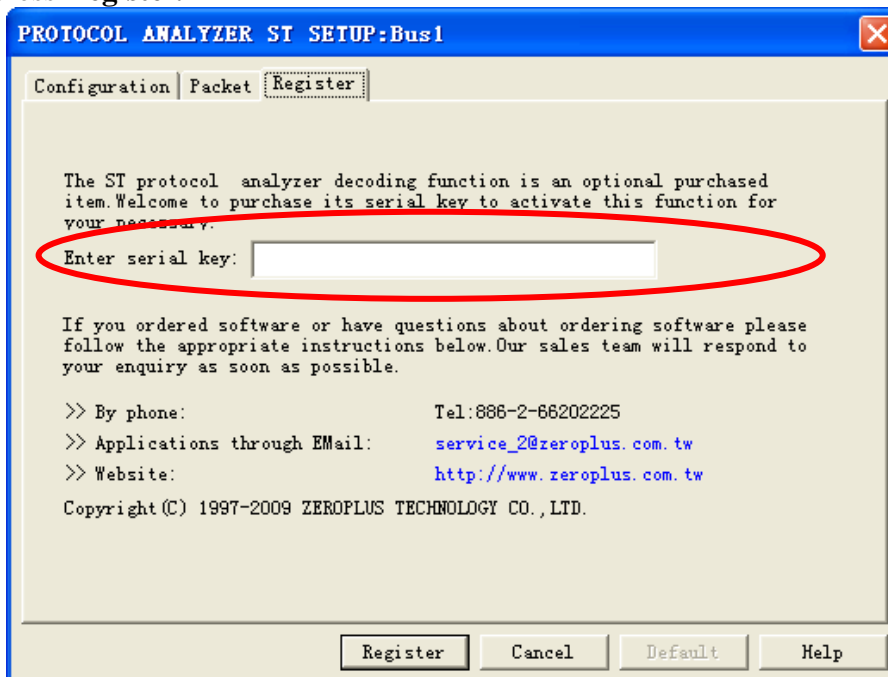 PROTOCOL ANALYZER ST SETUP:Bus1
Configuration Packet Register
The ST protocol analyzer decoding function is an optional purchased
item.Welcome to purchase its serial key to activate this function for
your necessary.
Enter serial key:
If you ordered software or have questions about ordering software please
follow the appropriate instructions below.Our sales team will respond to
your enquiry as soon as possible.
>> By phone: Tel:886-2-66202225
>> Applications through EMail: service_2@zeroplus.com.tw
>> Website: http://www.zeroplus.com.tw
Copyright(C) 1997-2009 ZEROPLUS TECHNOLOGY CO.,LTD.
Register Cancel Default Help